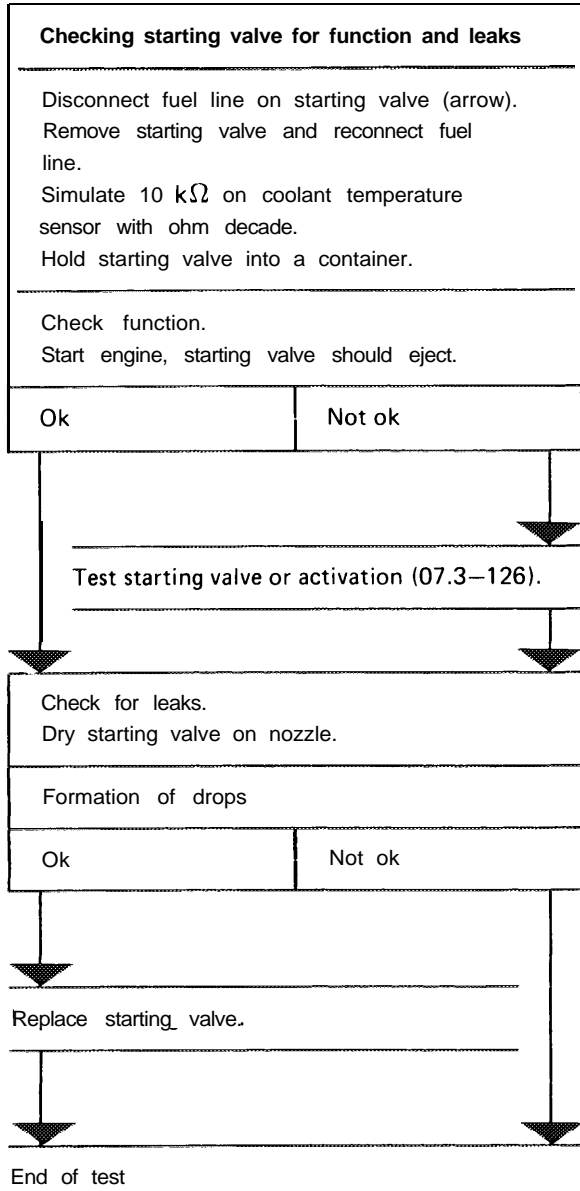 Checking starting valve for function and leaks
Disconnect fuel line on starting valve (arrow).
Remove starting valve and reconnect fuel
line.
Simulate 10 kΩ on coolant temperature
sensor with ohm decade.
Hold starting valve into a container.
Check function.
Start engine, starting valve should eject.
Ok
Not ok
Test starting valve or activation (07.3–126).
Check for leaks.
Dry starting valve on nozzle.
Formation of drops
Ok
Not ok
Replace starting valve.
End of test